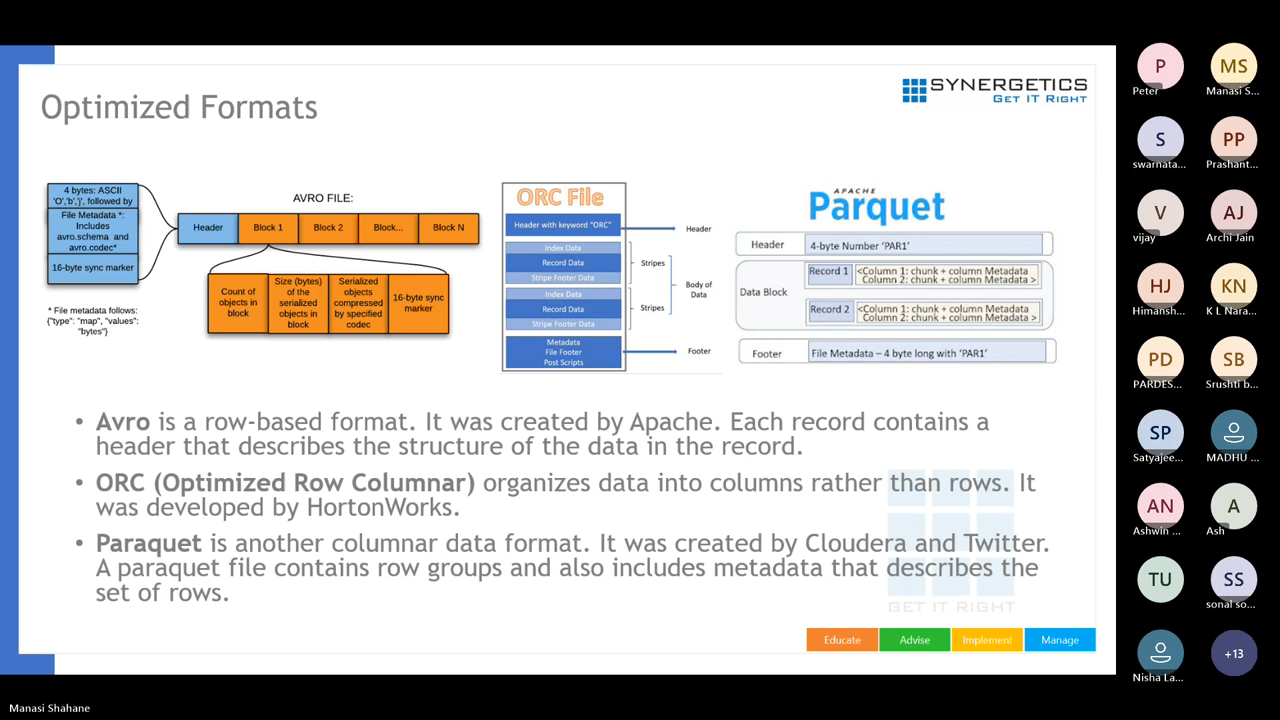 Optimized Formats
SYNERGETICS
GET IT RIGHT
4 bytes: ASCII
'O','b','j', followed by
File Metadata *:
Includes
avro.schema and
avro.codec*
16-byte sync marker
* File metadata follows:
{"type": "map", "values":
"bytes"}
AVRO FILE:
Header
Block 1
Block 2
Block...
Block N
Count of
objects in
block
Size (bytes)
of the
serialized
objects in
block
Serialized
objects
compressed
by specified
codec
16-byte sync
marker
ORC File
Header with keyword "ORC"
Index Data
Record Data
Stripe Footer Data
Index Data
Record Data
Stripe Footer Data
Metadata
File Footer
Post Scripts
Header
Stripes
Stripes
Body of
Data
Footer
APACHE
Parquet
Header
4-byte Number 'PAR1'
Data Block
Record 1
<Column 1: chunk + column Metadata
Column 2: chunk + column Metadata >
Record 2
<Column 1: chunk + column Metadata
Column 2: chunk + column Metadata >
Footer
File Metadata – 4 byte long with 'PAR1'
• Avro is a row-based format. It was created by Apache. Each record contains a
header that describes the structure of the data in the record.
• ORC (Optimized Row Columnar) organizes data into columns rather than rows. It
was developed by HortonWorks.
• Paraquet is another columnar data format. It was created by Cloudera and Twitter.
A paraquet file contains row groups and also includes metadata that describes the
set of rows.
GET IT RIGHT
Educate
Advise
Implement
Manage
P
Peter
MS
Manasi S...
S
swarnata...
PP
Prashant...
V
vijay
AJ
Archi Jain
HJ
Himansh...
KN
K L Nara...
PD
PARDES...
SB
Srushti b...
SP
Satyajee...
MADHU ...
AN
Ashwin ...
A
Ash
TU
SS
sonal so...
Nisha La...
+13
Manasi Shahane